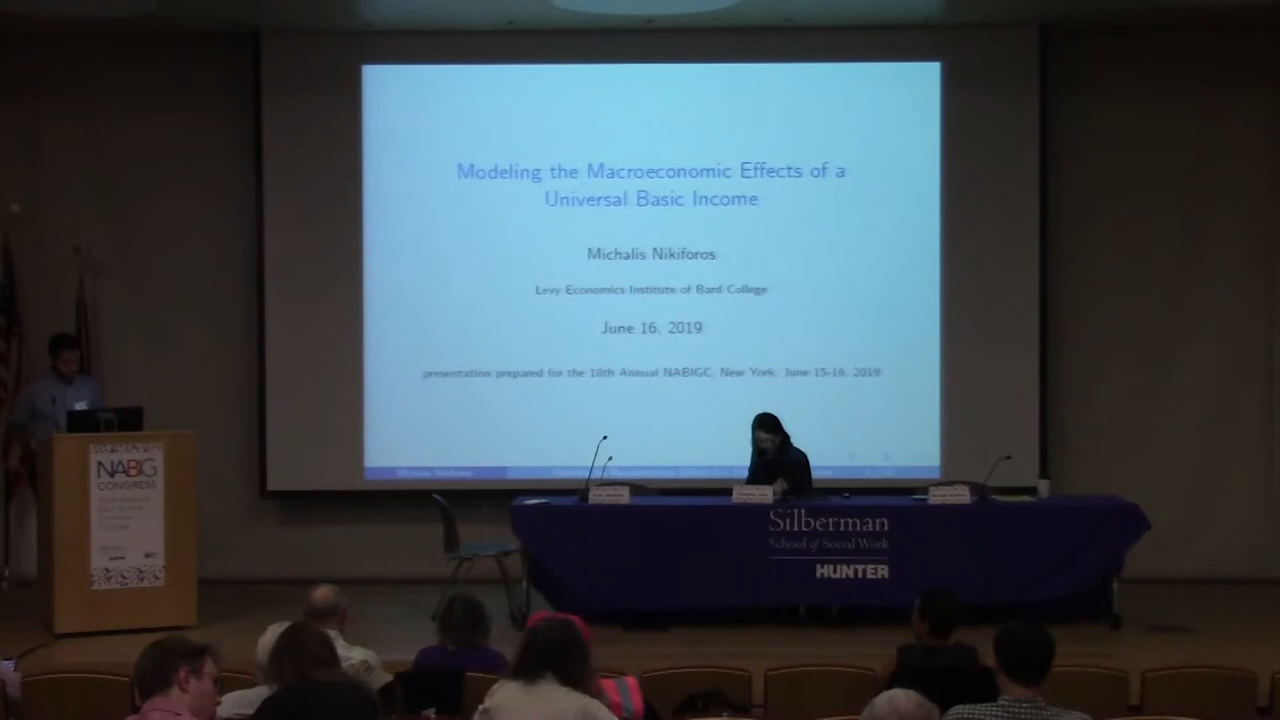 Modeling the Macroeconomic Effects of a
Universal Basic Income
Michalis Nikiforos
Levy Economics Institute of Bard College
June 16, 2019
presentation prepared for the 18th Annual NABIGC, New York, June 15-16, 2019
Michalis Nikiforos
NABIG
CONGRESS
Silberman
School of Social Work
HUNTER